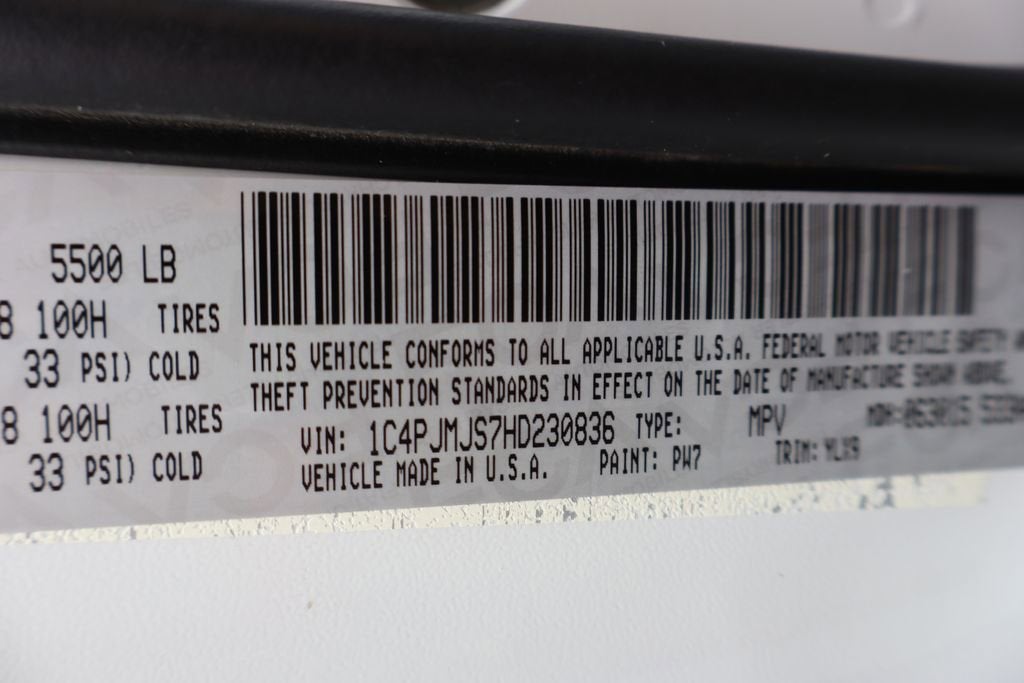 5500 LB
8 100H TIRES
33 PSI) COLD
8 100H TIRES
33 PSI) COLD
THIS VEHICLE CONFORMS TO ALL APPLICABLE U.S.A. FEDERAL MOTOR VEHICLE SAFETY
THEFT PREVENTION STANDARDS IN EFFECT ON THE DATE OF MANUFACTURE SHOWN ABOVE.
VIN: 1C4PJMJS7HD230836 TYPE: MPV MDH:
VEHICLE MADE IN U.S.A. PAINT: PW7 TRIM: